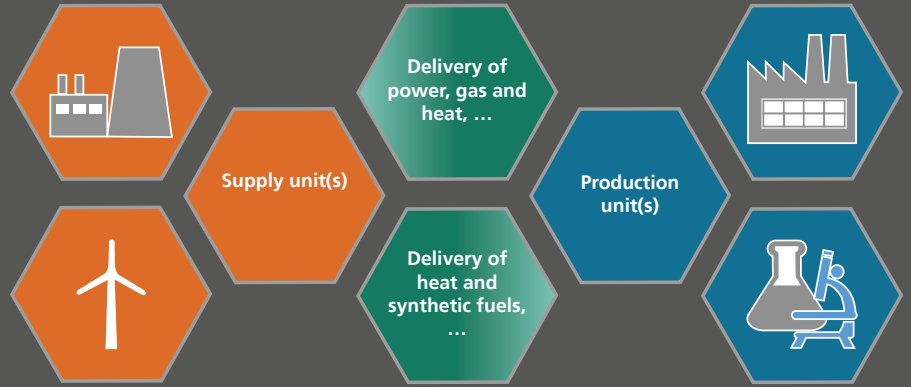 Delivery of
power, gas and
heat, …
Supply unit(s)
Production
unit(s)
Delivery of
heat and
synthetic fuels,
…